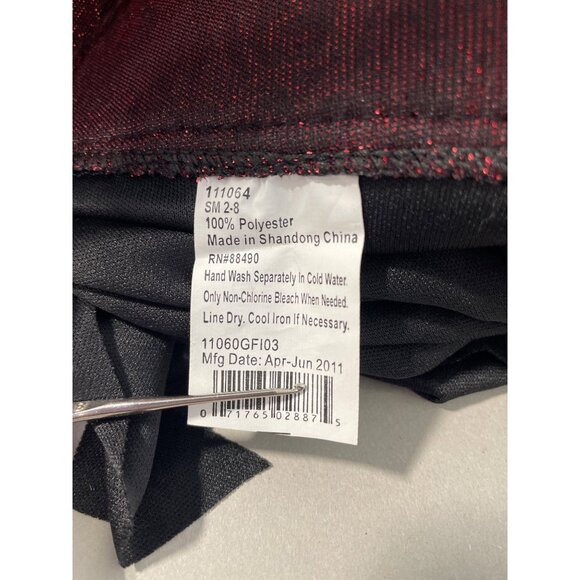 111064
SM 2-8
100% Polyester
Made in Shandong China
RN#88490
Hand Wash Separately In Cold Water.
Only Non-Chlorine Bleach When Needed.
Line Dry. Cool Iron If Necessary.
11060GFI03
Mfg Date: Apr-Jun 2011
0 71765 02887 5